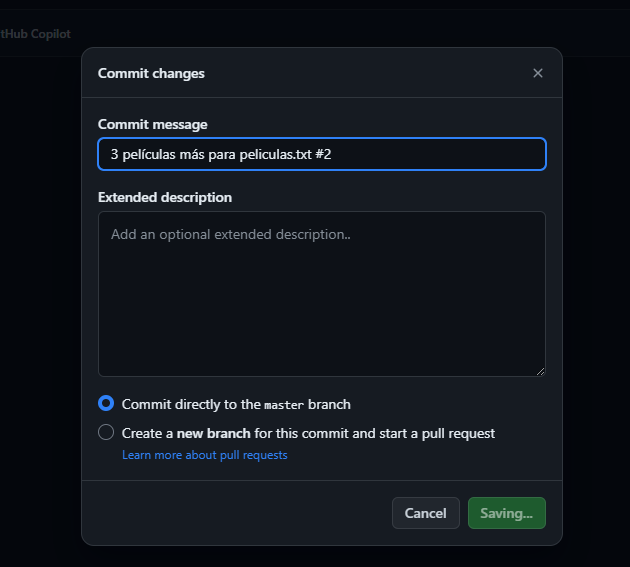 tHub Copilot
Commit changes
Commit message
3 películas más para peliculas.txt #2
Extended description
Add an optional extended description..
Commit directly to the master branch
Create a new branch for this commit and start a pull request
Learn more about pull requests
Cancel
Saving...